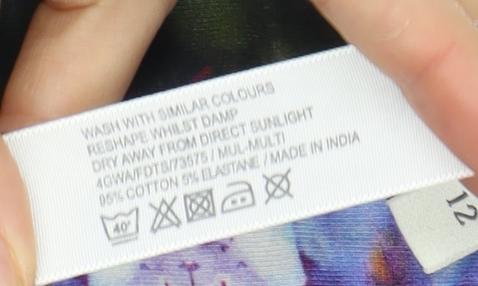 WASH WITH SIMILAR COLOURS
RESHAPE WHILST DAMP
DRY AWAY FROM DIRECT SUNLIGHT
4GWA/FDTS/73575 / MUL-MULTI
95% COTTON 5% ELASTANE / MADE IN INDIA
40°
12